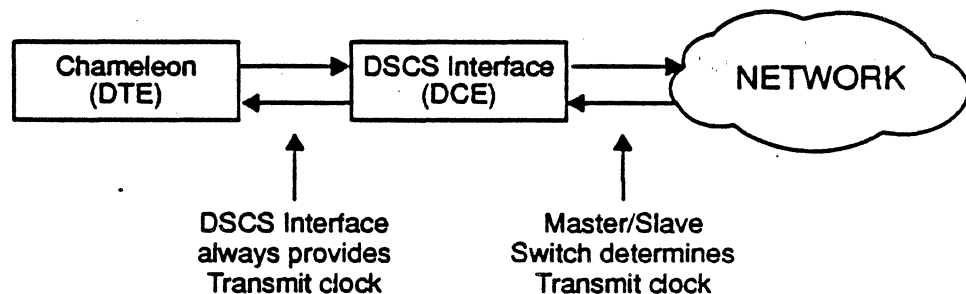 Chameleon
(DTE)
DSCS Interface
(DCE)
NETWORK
DSCS Interface
always provides
Transmit clock
Master/Slave
Switch determines
Transmit clock